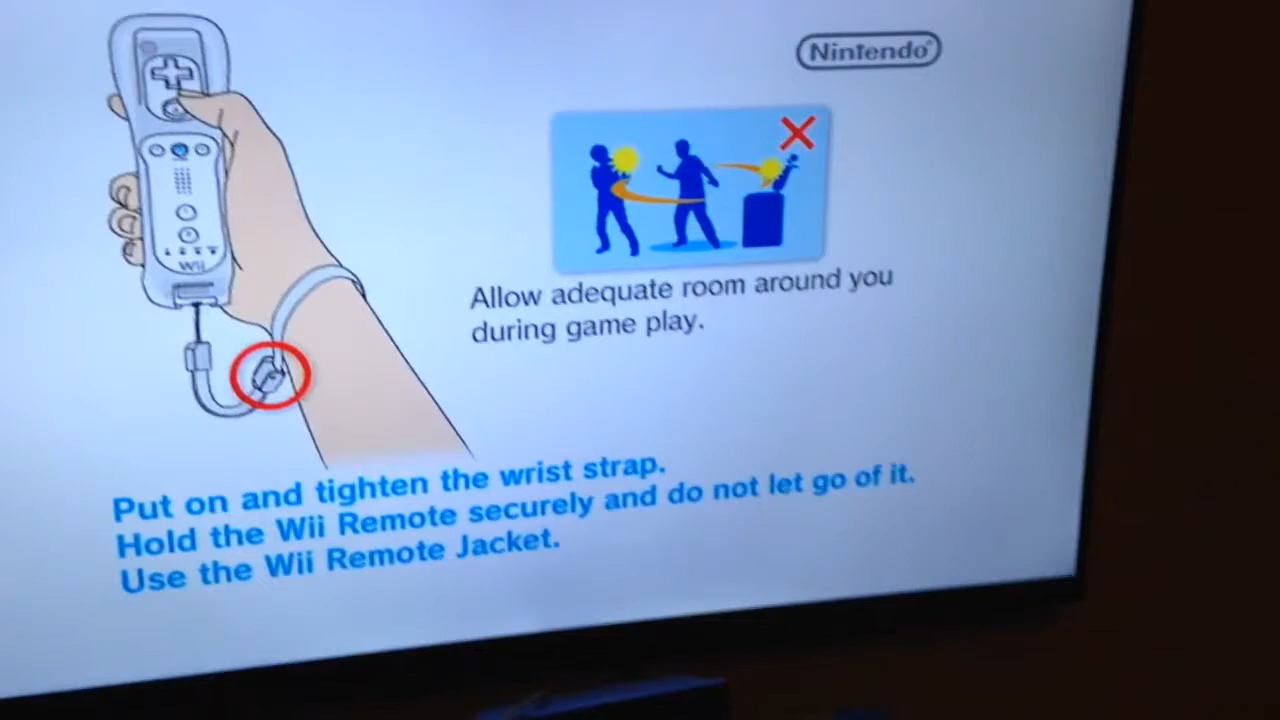 Nintendo
Wii
Allow adequate room around you
during game play.
Put on and tighten the wrist strap.
Hold the Wii Remote securely and do not let go of it.
Use the Wii Remote Jacket.